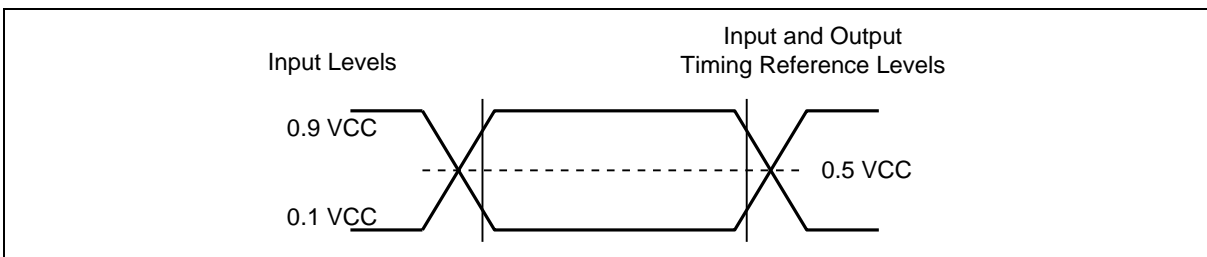 Input Levels
Input and Output
Timing Reference Levels
0.9 VCC
0.5 VCC
0.1 VCC